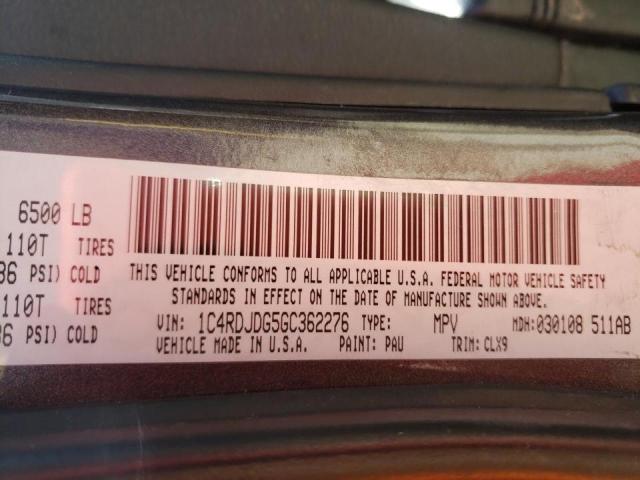 6500 LB
110T TIRES
36 PSI) COLD
110T TIRES
36 PSI) COLD
THIS VEHICLE CONFORMS TO ALL APPLICABLE U.S.A. FEDERAL MOTOR VEHICLE SAFETY
STANDARDS IN EFFECT ON THE DATE OF MANUFACTURE SHOWN ABOVE.
VIN: 1C4RDJDG5GC362276 TYPE: MPV MDH:030108 511AB
VEHICLE MADE IN U.S.A. PAINT: PAU TRIM: CLX9